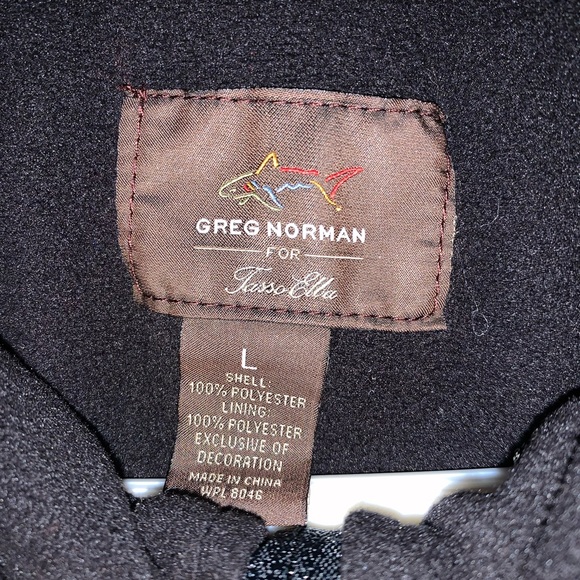 GREG NORMAN
FOR
Tasso Elba
L
SHELL:
100% POLYESTER
LINING:
100% POLYESTER
EXCLUSIVE OF
DECORATION
MADE IN CHINA
WPL 8046